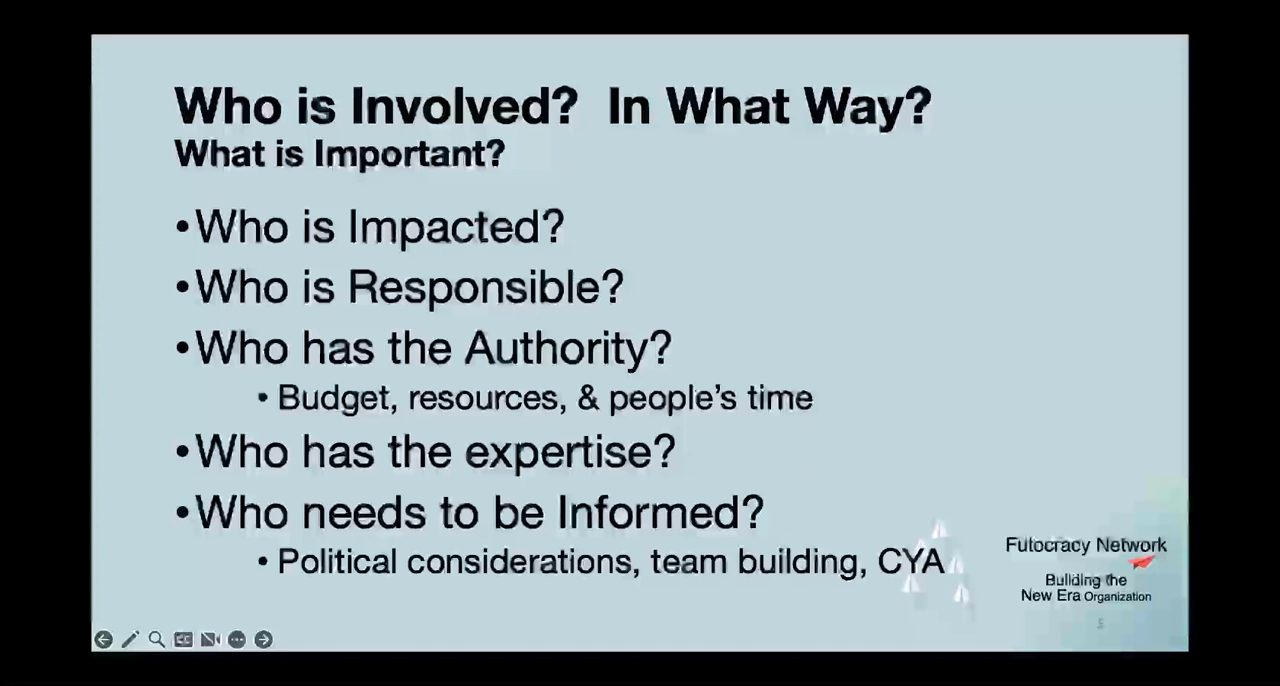 Who is Involved?  In What Way?
What is Important?
•Who is Impacted?
•Who is Responsible?
•Who has the Authority?
• Budget, resources, & people’s time
•Who has the expertise?
•Who needs to be Informed?
• Political considerations, team building, CYA
Futocracy Network
Building the
New Era Organization
5
CC